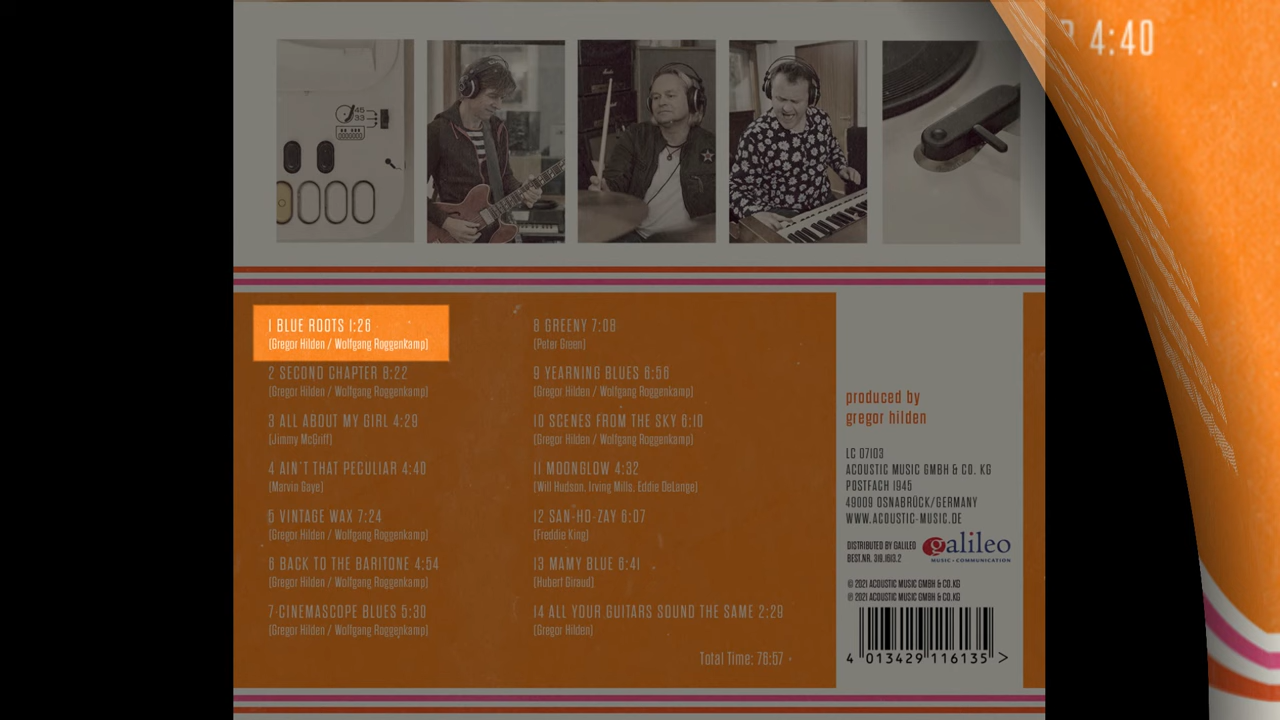 4:40
45
33
1 BLUE ROOTS 1:26
(Gregor Hilden / Wolfgang Roggenkamp)
2 SECOND CHAPTER 8:22
(Gregor Hilden / Wolfgang Roggenkamp)
3 ALL ABOUT MY GIRL 4:29
(Jimmy McGriff)
4 AIN'T THAT PECULIAR 4:40
(Marvin Gaye)
5 VINTAGE WAX 7:24
(Gregor Hilden / Wolfgang Roggenkamp)
6 BACK TO THE BARITONE 4:54
(Gregor Hilden / Wolfgang Roggenkamp)
7 CINEMASCOPE BLUES 5:30
(Gregor Hilden / Wolfgang Roggenkamp)
8 GREENY 7:08
(Peter Green)
9 YEARNING BLUES 6:56
(Gregor Hilden / Wolfgang Roggenkamp)
10 SCENES FROM THE SKY 6:10
(Gregor Hilden / Wolfgang Roggenkamp)
11 MOONGLOW 4:32
(Will Hudson, Irving Mills, Eddie DeLange)
12 SAN-HO-ZAY 6:07
(Freddie King)
13 MAMY BLUE 6:41
(Hubert Giraud)
14 ALL YOUR GUITARS SOUND THE SAME 2:29
(Gregor Hilden)
Total Time: 76:57
produced by
gregor hilden
LC 07103
ACOUSTIC MUSIC GMBH & CO. KG
POSTFACH 1945
49009 OSNABRÜCK/GERMANY
WWW.ACOUSTIC-MUSIC.DE
DISTRIBUTED BY GALILEO
BEST.NR. 319.1613.2
galileo
MUSIC • COMMUNICATION
© 2021 ACOUSTIC MUSIC GMBH & CO.KG
℗ 2021 ACOUSTIC MUSIC GMBH & CO.KG
4 013429 116135 >